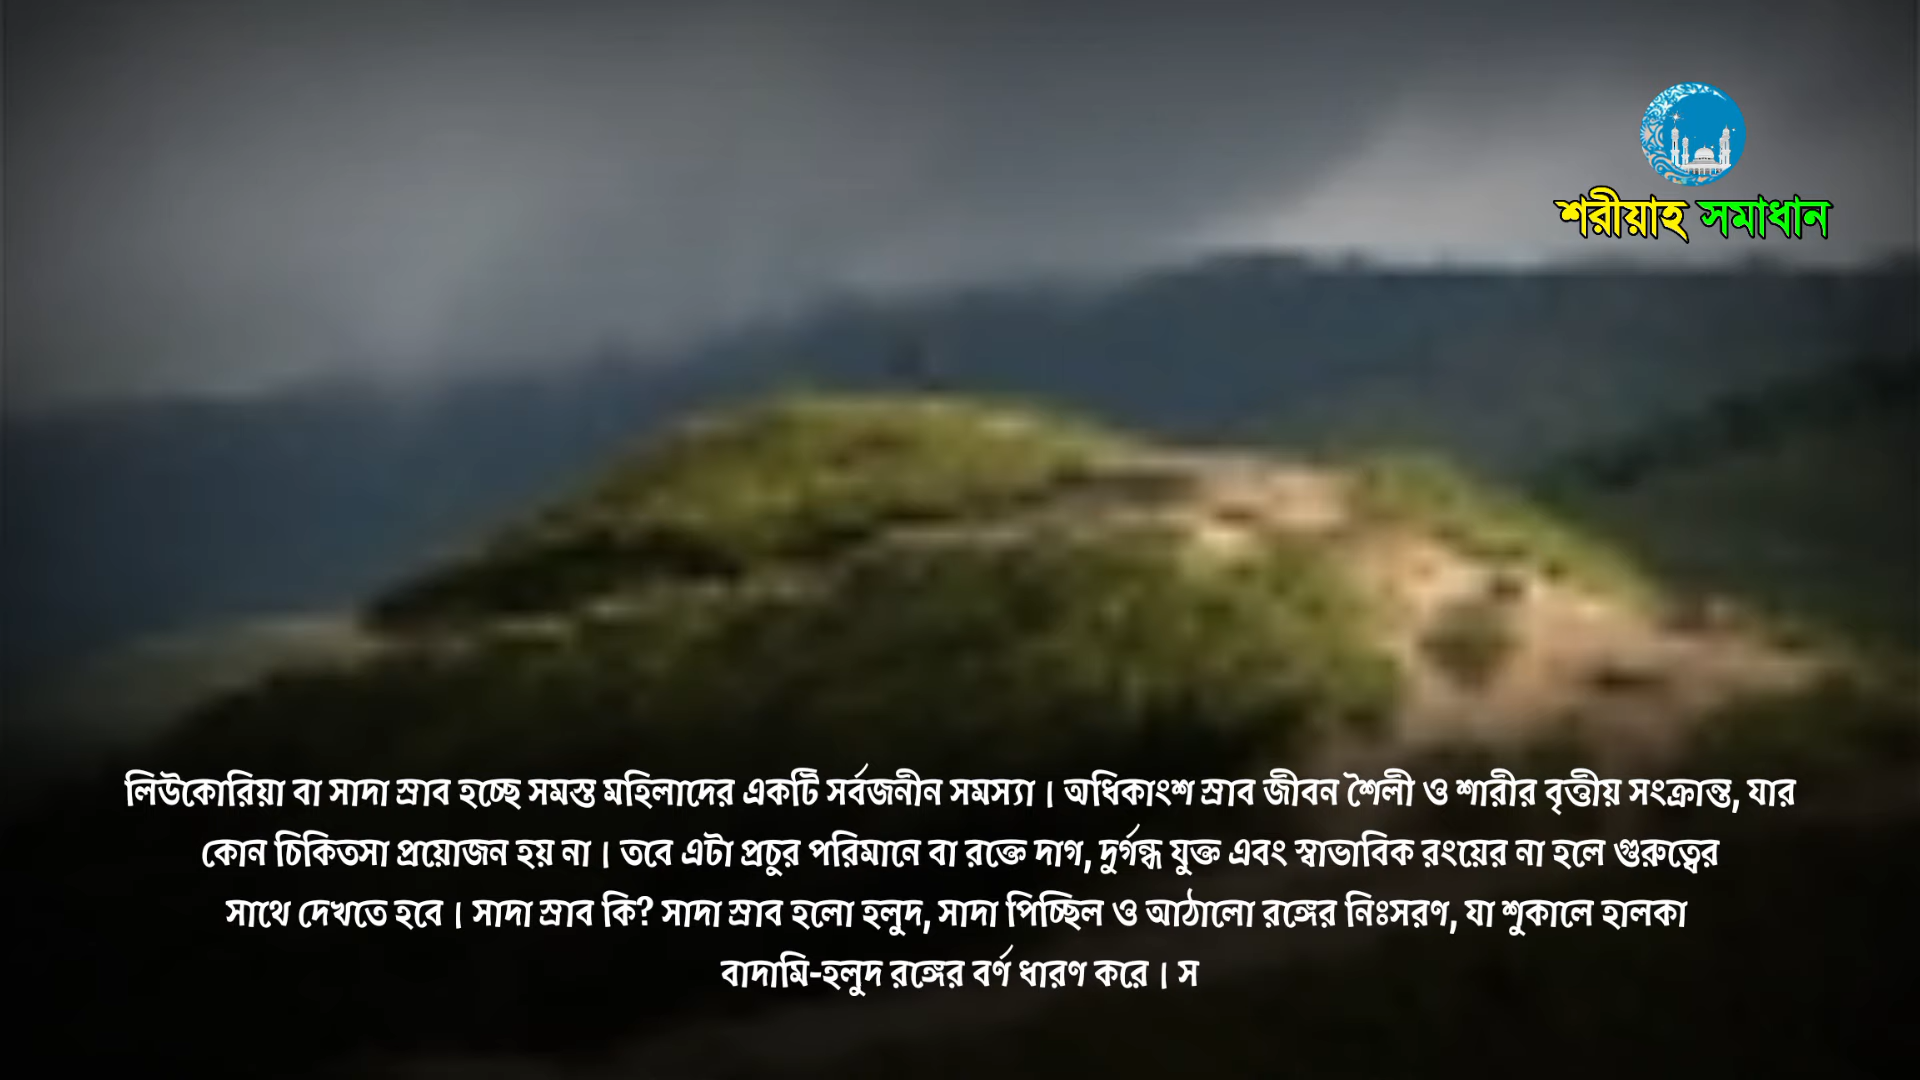 শরীয়াহ সমাধান
লিউকোরিয়া বা সাদা স্রাব হচ্ছে সমস্ত মহিলাদের একটি সর্বজনীন সমস্যা। অধিকাংশ স্রাব জীবন শৈলী ও শারীর বৃত্তীয় সংক্রান্ত, যার
কোন চিকিতসা প্রয়োজন হয় না। তবে এটা প্রচুর পরিমানে বা রক্তে দাগ, দুর্গন্ধ যুক্ত এবং স্বাভাবিক রংয়ের না হলে গুরুত্বের
সাথে দেখতে হবে। সাদা স্রাব কি? সাদা স্রাব হলো হলুদ, সাদা পিচ্ছিল ও আঠালো রঙ্গের নিঃসরণ, যা শুকালে হালকা
বাদামি-হলুদ রঙ্গের বর্ণ ধারণ করে। স